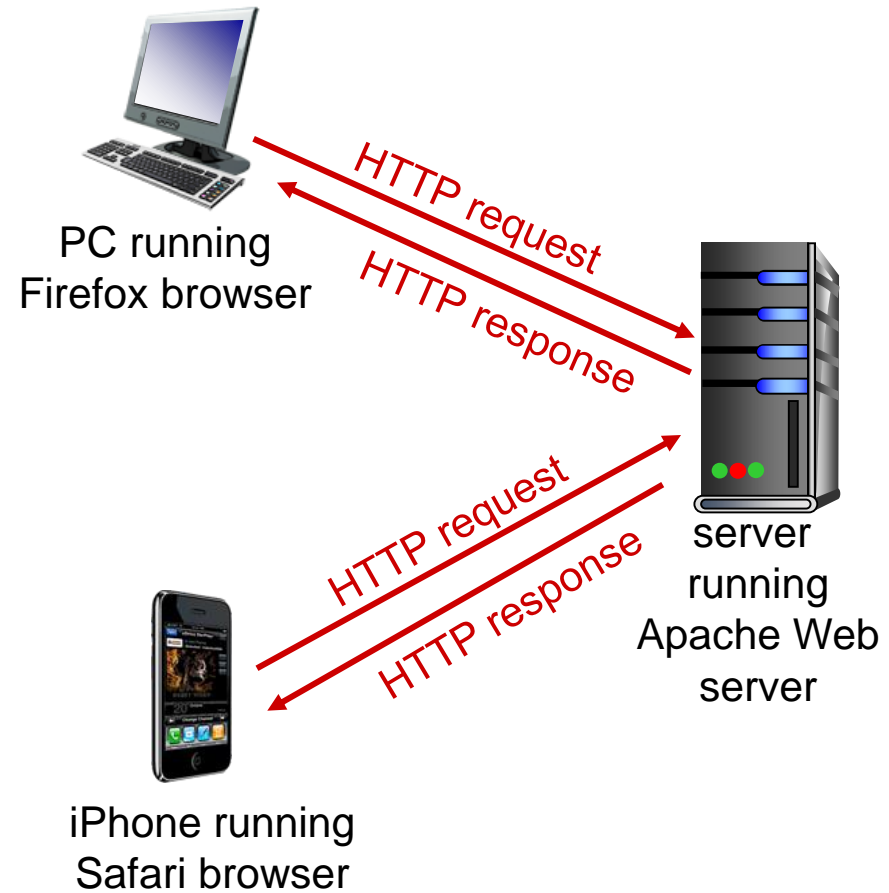 HTTP request
HTTP response
PC running
Firefox browser
HTTP request
HTTP response
server
running
Apache Web
server
iPhone running
Safari browser